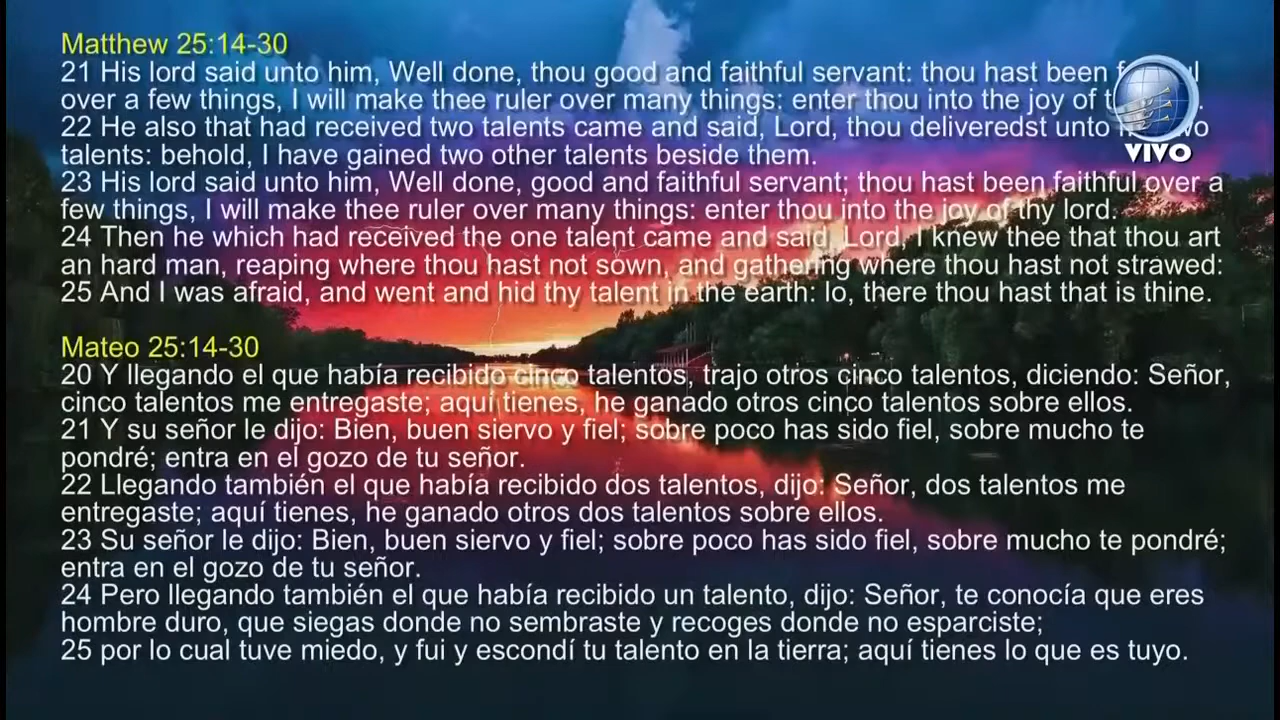 Matthew 25:14-30
21 His lord said unto him, Well done, thou good and faithful servant: thou hast been
over a few things, I will make thee ruler over many things: enter thou into the joy of
22 He also that had received two talents came and said, Lord, thou deliveredst unto
talents: behold, I have gained two other talents beside them.
23 His lord said unto him, Well done, good and faithful servant; thou hast been faithful over a
few things, I will make thee ruler over many things: enter thou into the joy of thy lord.
24 Then he which had received the one talent came and said, Lord, I knew thee that thou art
an hard man, reaping where thou hast not sown, and gathering where thou hast not strawed:
25 And I was afraid, and went and hid thy talent in the earth: lo, there thou hast that is thine.
VIVO
Mateo 25:14-30
20 Y llegando el que había recibido cinco talentos, trajo otros cinco talentos, diciendo: Señor,
cinco talentos me entregaste; aquí tienes, he ganado otros cinco talentos sobre ellos.
21 Y su señor le dijo: Bien, buen siervo y fiel; sobre poco has sido fiel, sobre mucho te
pondré; entra en el gozo de tu señor.
22 Llegando también el que había recibido dos talentos, dijo: Señor, dos talentos me
entregaste; aquí tienes, he ganado otros dos talentos sobre ellos.
23 Su señor le dijo: Bien, buen siervo y fiel; sobre poco has sido fiel, sobre mucho te pondré;
entra en el gozo de tu señor.
24 Pero llegando también el que había recibido un talento, dijo: Señor, te conocía que eres
hombre duro, que siegas donde no sembraste y recoges donde no esparciste;
25 por lo cual tuve miedo, y fui y escondí tu talento en la tierra; aquí tienes lo que es tuyo.